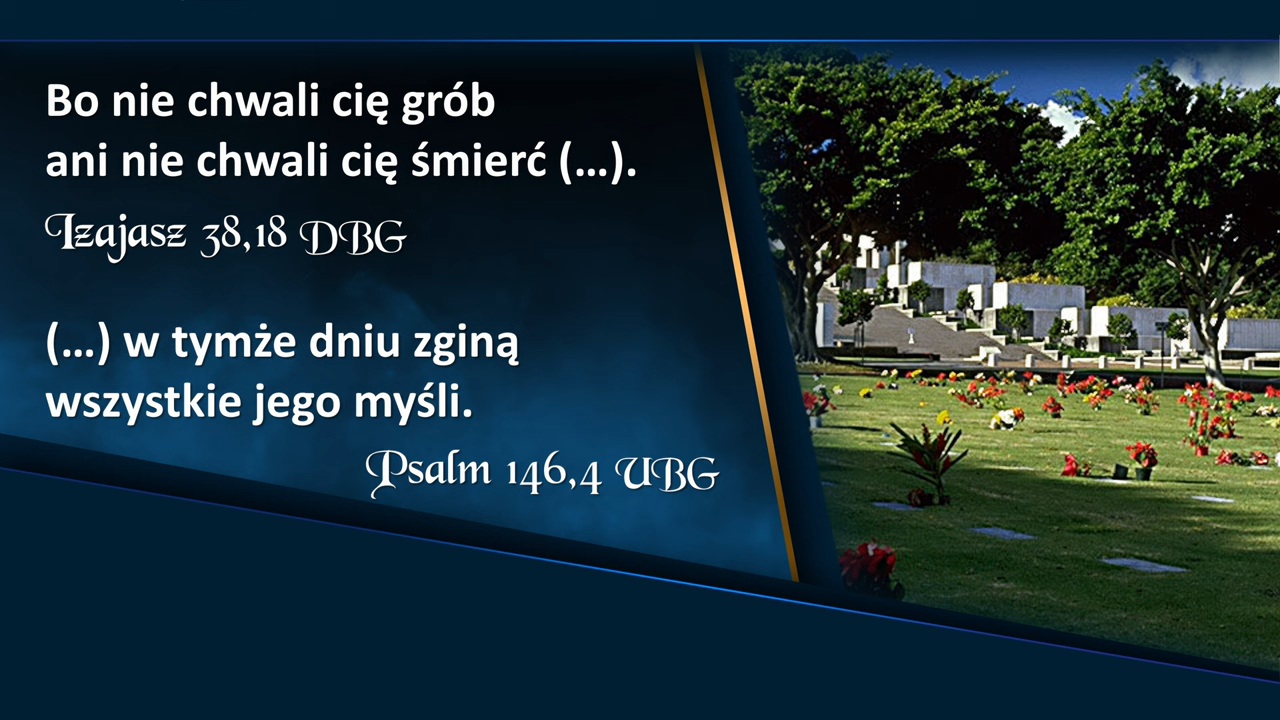 Bo nie chwali cię grób
ani nie chwali cię śmierć (...).
Izajasz 38,18 DBG
(...) w tymże dniu zginą
wszystkie jego myśli.
Psalm 146,4 UBG